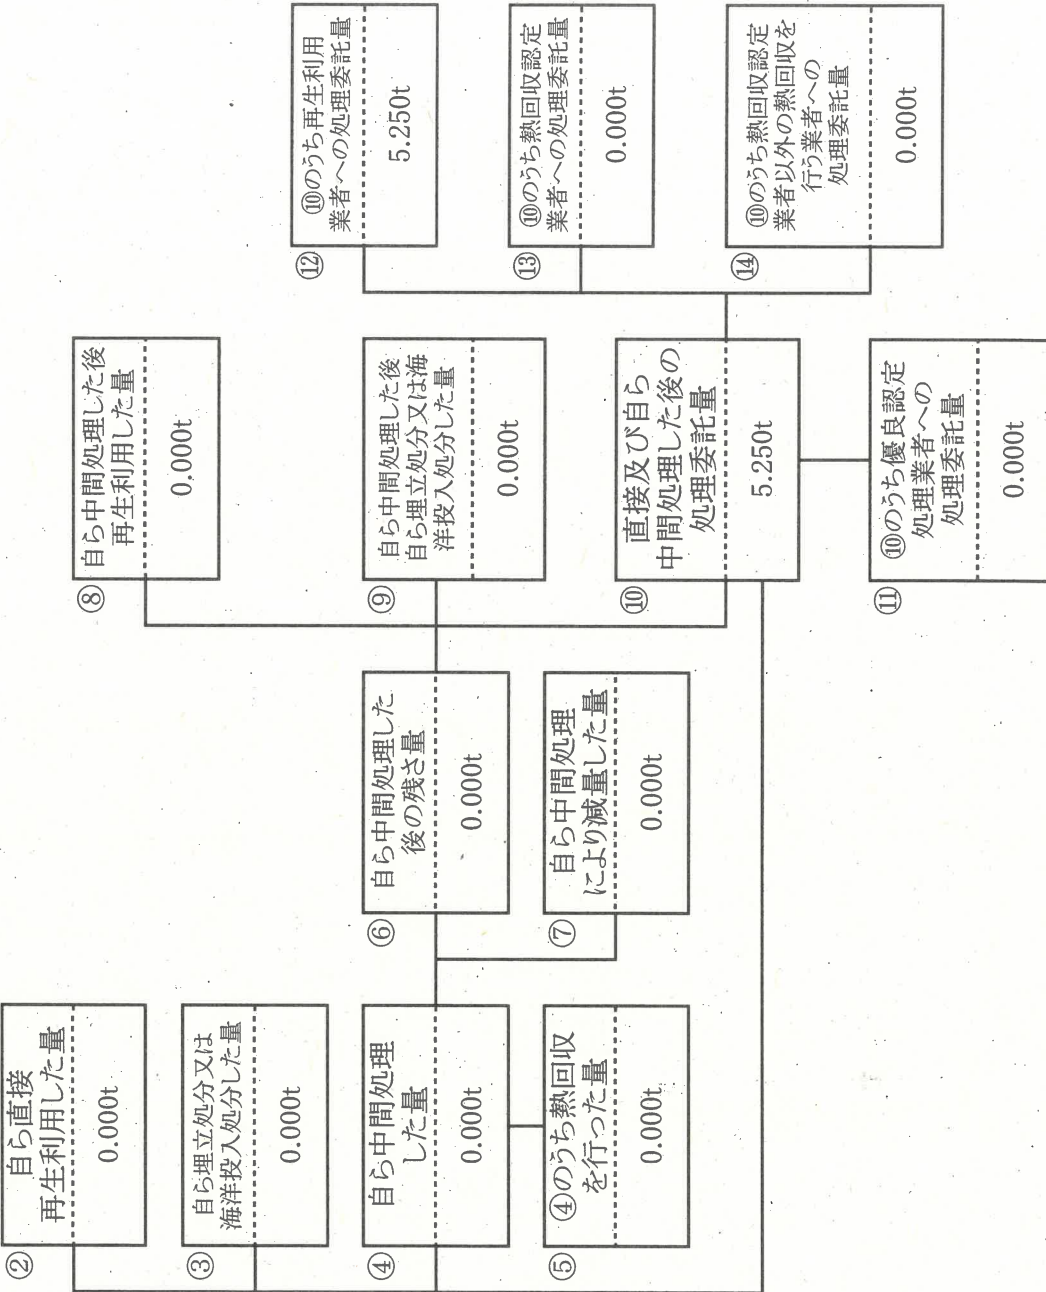 ②
自ら直接
再生利用した量
0.000t
③
自ら埋立処分又は
海洋投入処分した量
0.000t
④
自ら中間処理
した量
0.000t
⑤
④のうち熱回収
を行った量
0.000t
⑥
自ら中間処理した
後の残さ量
0.000t
⑦
自ら中間処理
により減量した量
0.000t
⑧
自ら中間処理した後
再生利用した量
0.000t
⑨
自ら中間処理した後
自ら埋立処分又は海
洋投入処分した量
0.000t
⑩
直接及び自ら
中間処理した後の
処理委託量
5.250t
⑪
⑩のうち優良認定
処理業者への
処理委託量
0.000t
⑫
⑩のうち再生利用
業者への処理委託量
5.250t
⑬
⑩のうち熱回収認定
業者への処理委託量
0.000t
⑭
⑩のうち熱回収認定
業者以外の熱回収を
行う業者への
処理委託量
0.000t